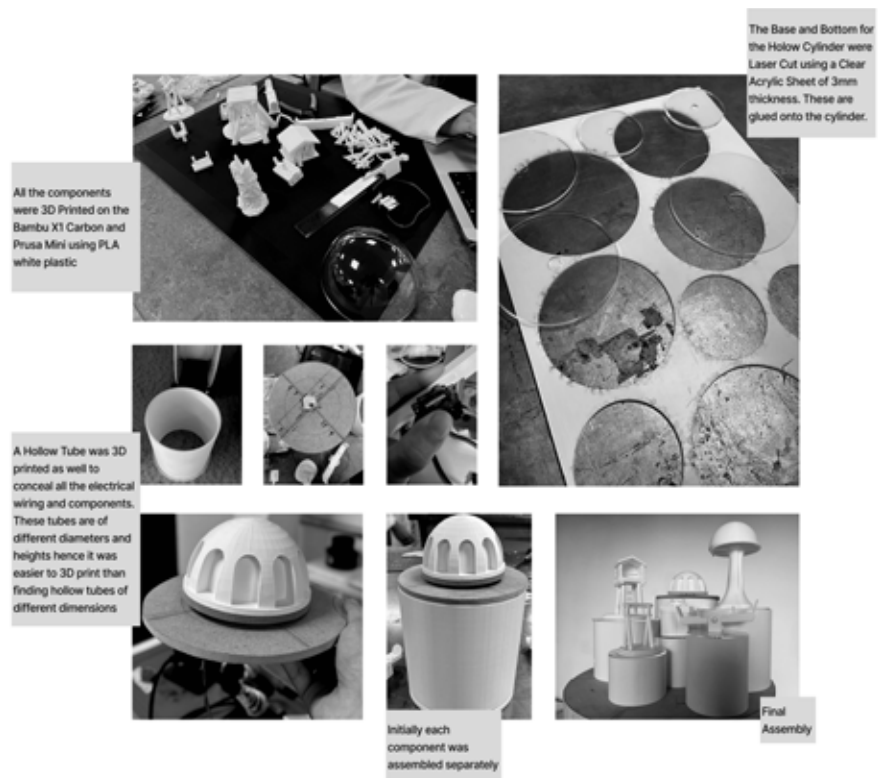 The Base and Bottom for
the Holow Cylinder were
Laser Cut using a Clear
Acrylic Sheet of 3mm
thickness. These are
glued onto the cylinder.
All the components
were 3D Printed on the
Bambu X1 Carbon and
Prusa Mini using PLA
white plastic
A Hollow Tube was 3D
printed as well to
conceal all the electrical
wiring and components.
These tubes are of
different diameters and
heights hence it was
easier to 3D print than
finding hollow tubes of
different dimensions
Initially each
component was
assembled separately
Final
Assembly